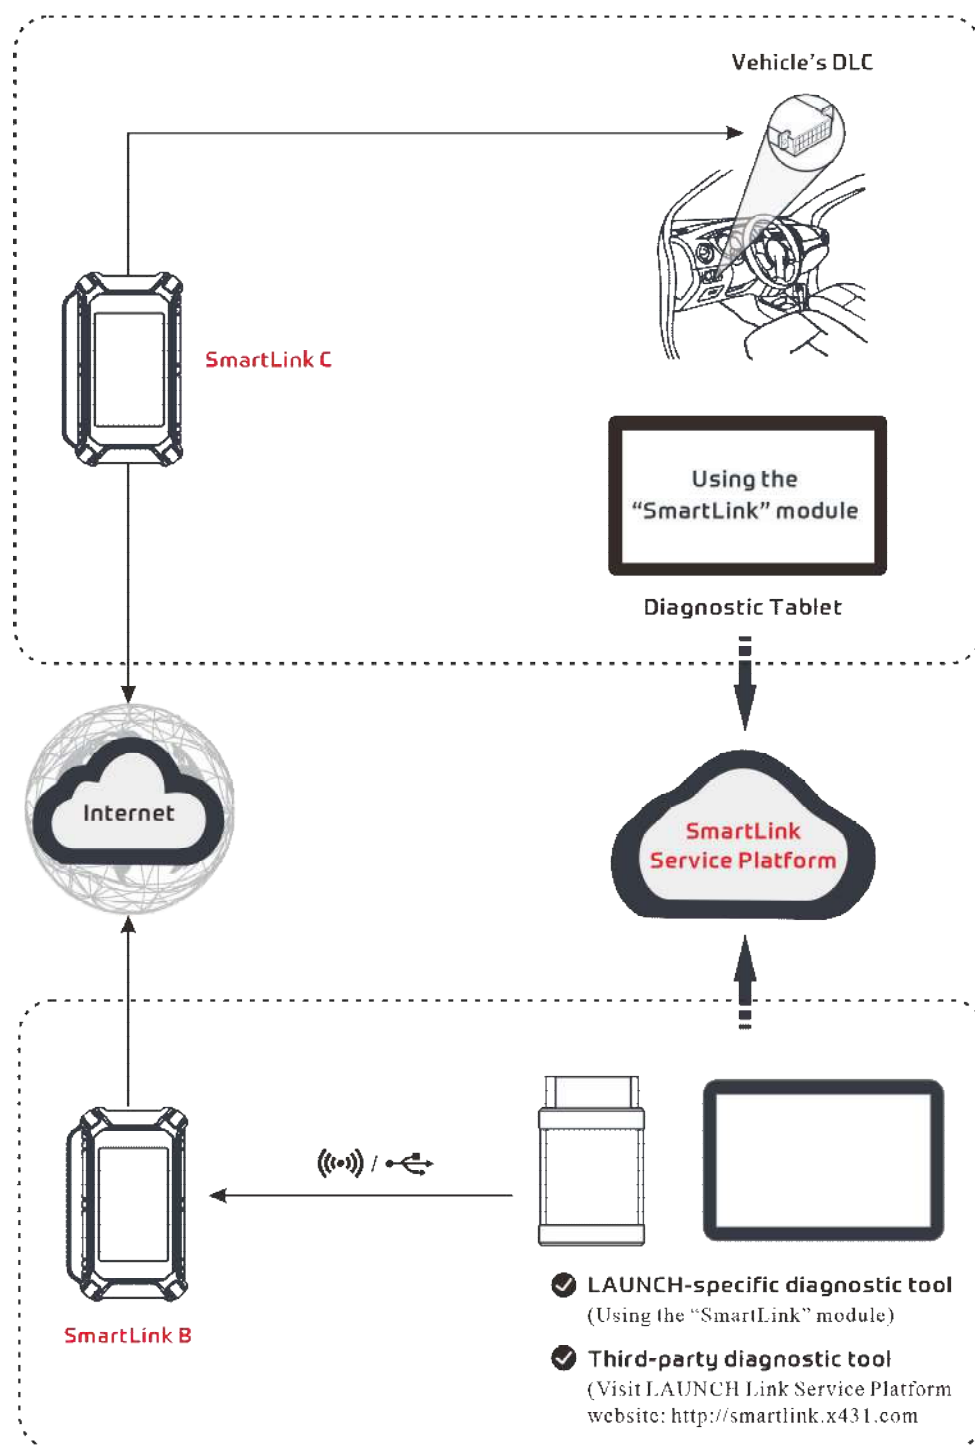 Vehicle's DLC
SmartLink C
Using the
“SmartLink” module
Diagnostic Tablet
Internet
SmartLink
Service Platform
SmartLink B
/
LAUNCH-specific diagnostic tool
(Using the “SmartLink” module)
Third-party diagnostic tool
(Visit LAUNCH Link Service Platform
website: http://smartlink.x431.com